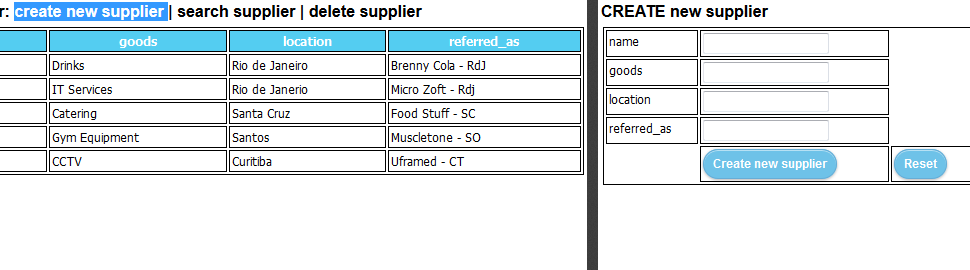 r: create new supplier | search supplier | delete supplier
goods location referred_as
Drinks Rio de Janeiro Brenny Cola - RdJ
IT Services Rio de Janerio Micro Zoft - Rdj
Catering Santa Cruz Food Stuff - SC
Gym Equipment Santos Muscletone - SO
CCTV Curitiba Uframed - CT
CREATE new supplier
name
goods
location
referred_as
Create new supplier Reset